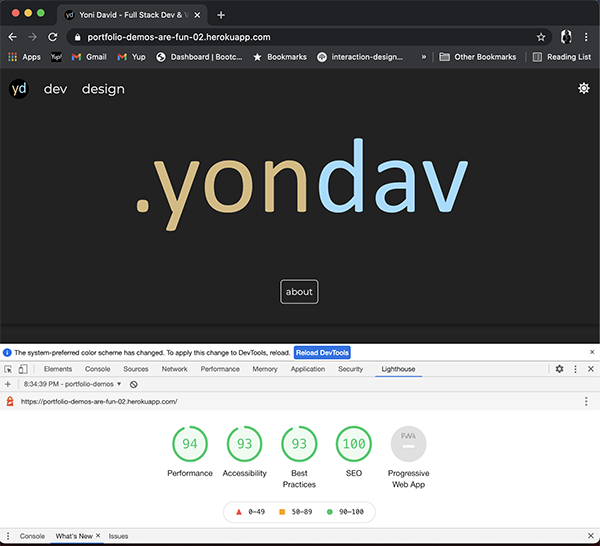 yd Yoni David - Full Stack Dev & V
portfolio-demos-are-fun-02.herokuapp.com
Apps Yup! Gmail Yup Dashboard | Bootc... Bookmarks interaction-design... » Other Bookmarks Reading List
yd dev design
.yondav
about
The system-preferred color scheme has changed. To apply this change to DevTools, reload. Reload DevTools
Elements Console Sources Network Performance Memory Application Security Lighthouse
8:34:39 PM - portfolio-demos
https://portfolio-demos-are-fun-02.herokuapp.com/
94 93 93 100 PWA
Performance Accessibility Best Practices SEO Progressive Web App
0–49 50–89 90–100
Console What's New Issues